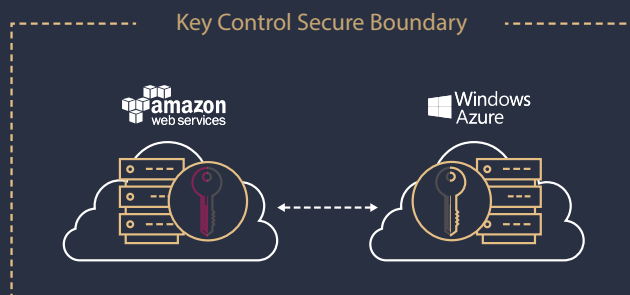 Key Control Secure Boundary
amazon
web services
Windows
Azure